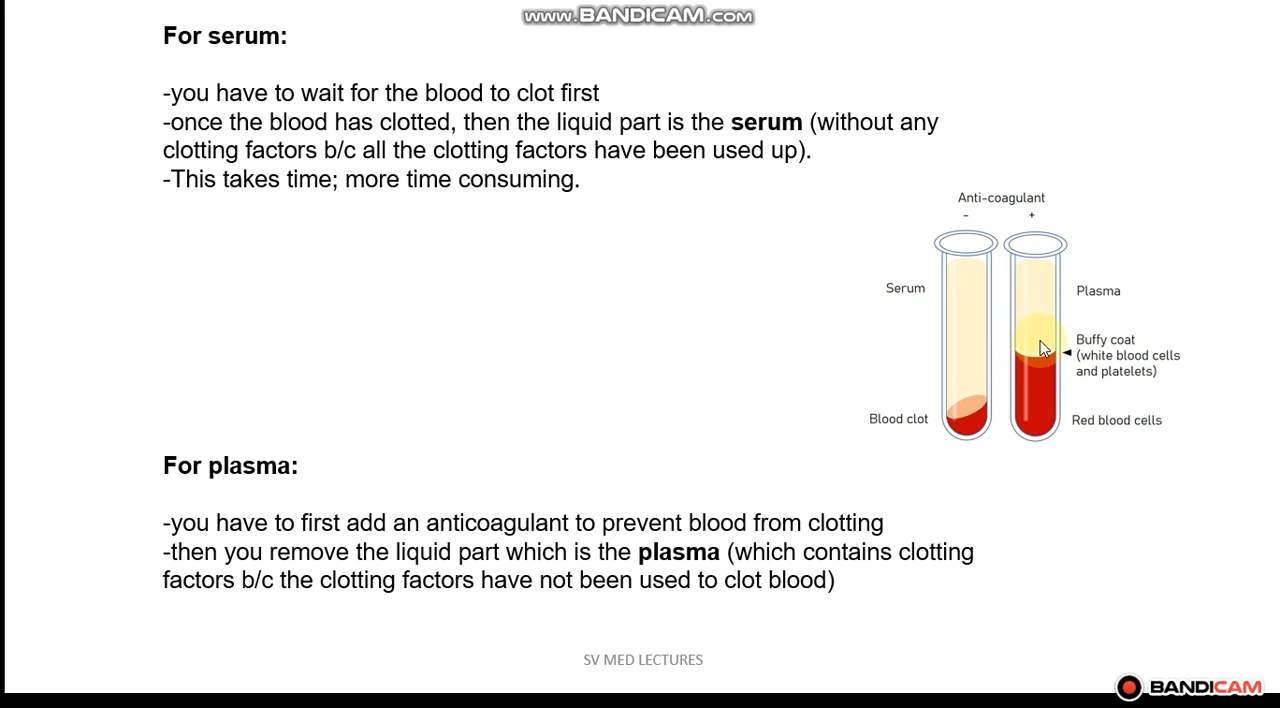 www.BANDICAM.com
For serum:
-you have to wait for the blood to clot first
-once the blood has clotted, then the liquid part is the serum (without any
clotting factors b/c all the clotting factors have been used up).
-This takes time; more time consuming.
Anti-coagulant
- +
Serum
Plasma
Buffy coat
(white blood cells
and platelets)
Blood clot
Red blood cells
For plasma:
-you have to first add an anticoagulant to prevent blood from clotting
-then you remove the liquid part which is the plasma (which contains clotting
factors b/c the clotting factors have not been used to clot blood)
SV MED LECTURES
BANDICAM